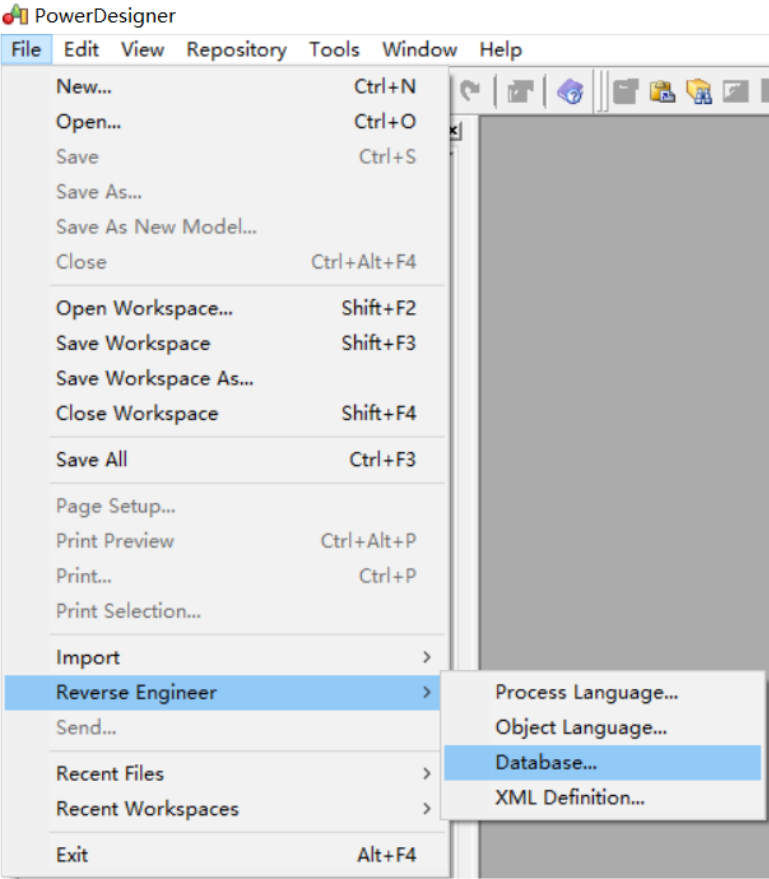 PowerDesigner
File Edit View Repository Tools Window Help
New... Ctrl+N
Open... Ctrl+O
Save Ctrl+S
Save As...
Save As New Model...
Close Ctrl+Alt+F4
Open Workspace... Shift+F2
Save Workspace Shift+F3
Save Workspace As...
Close Workspace Shift+F4
Save All Ctrl+F3
Page Setup...
Print Preview Ctrl+Alt+P
Print... Ctrl+P
Print Selection...
Import
Reverse Engineer
Process Language...
Send...
Object Language...
Database...
Recent Files
XML Definition...
Recent Workspaces
Exit Alt+F4